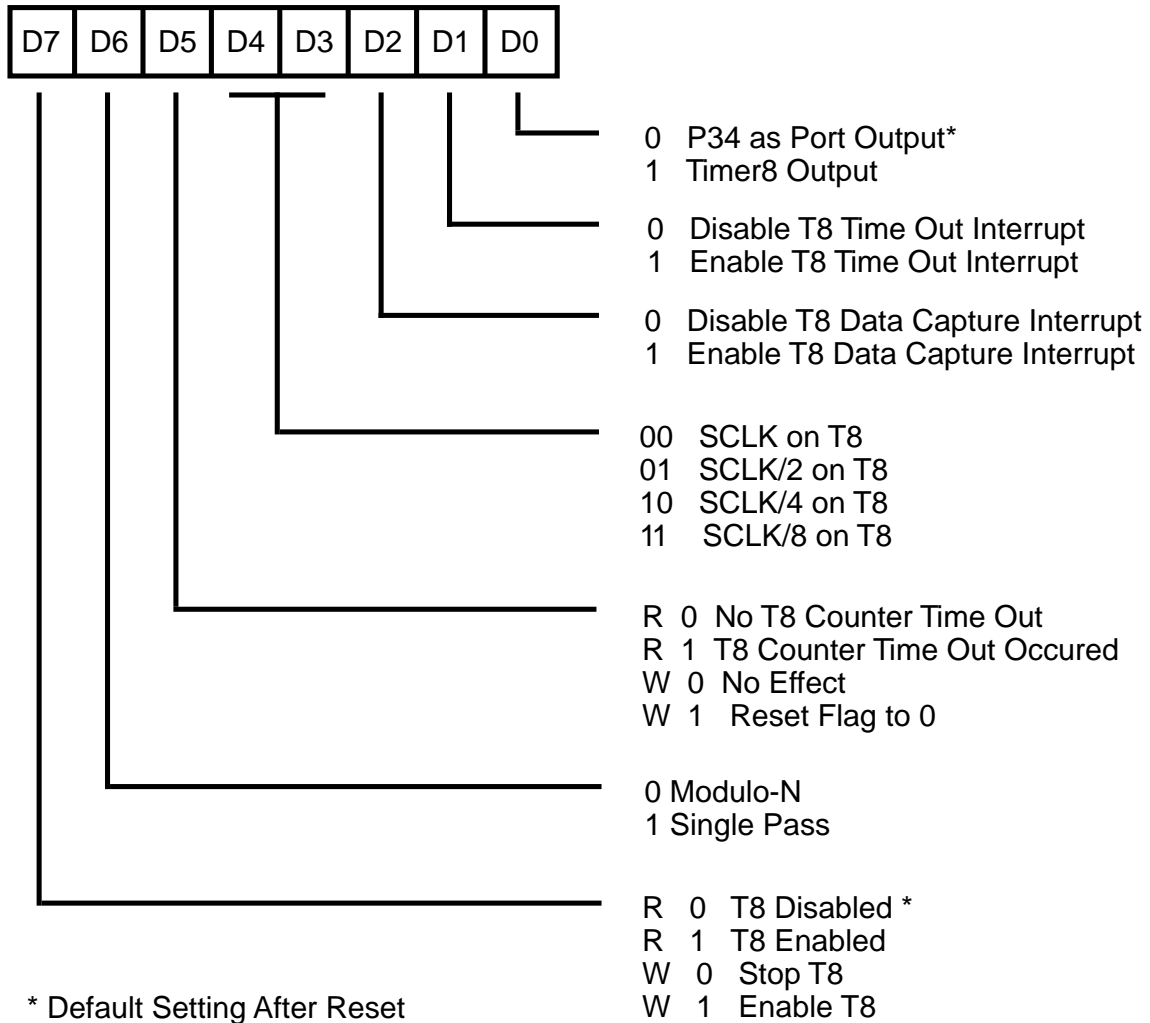 D7 D6 D5 D4 D3 D2 D1 D0
0 P34 as Port Output*
1 Timer8 Output
0 Disable T8 Time Out Interrupt
1 Enable T8 Time Out Interrupt
0 Disable T8 Data Capture Interrupt
1 Enable T8 Data Capture Interrupt
00 SCLK on T8
01 SCLK/2 on T8
10 SCLK/4 on T8
11 SCLK/8 on T8
R 0 No T8 Counter Time Out
R 1 T8 Counter Time Out Occured
W 0 No Effect
W 1 Reset Flag to 0
0 Modulo-N
1 Single Pass
R 0 T8 Disabled *
R 1 T8 Enabled
W 0 Stop T8
W 1 Enable T8
* Default Setting After Reset